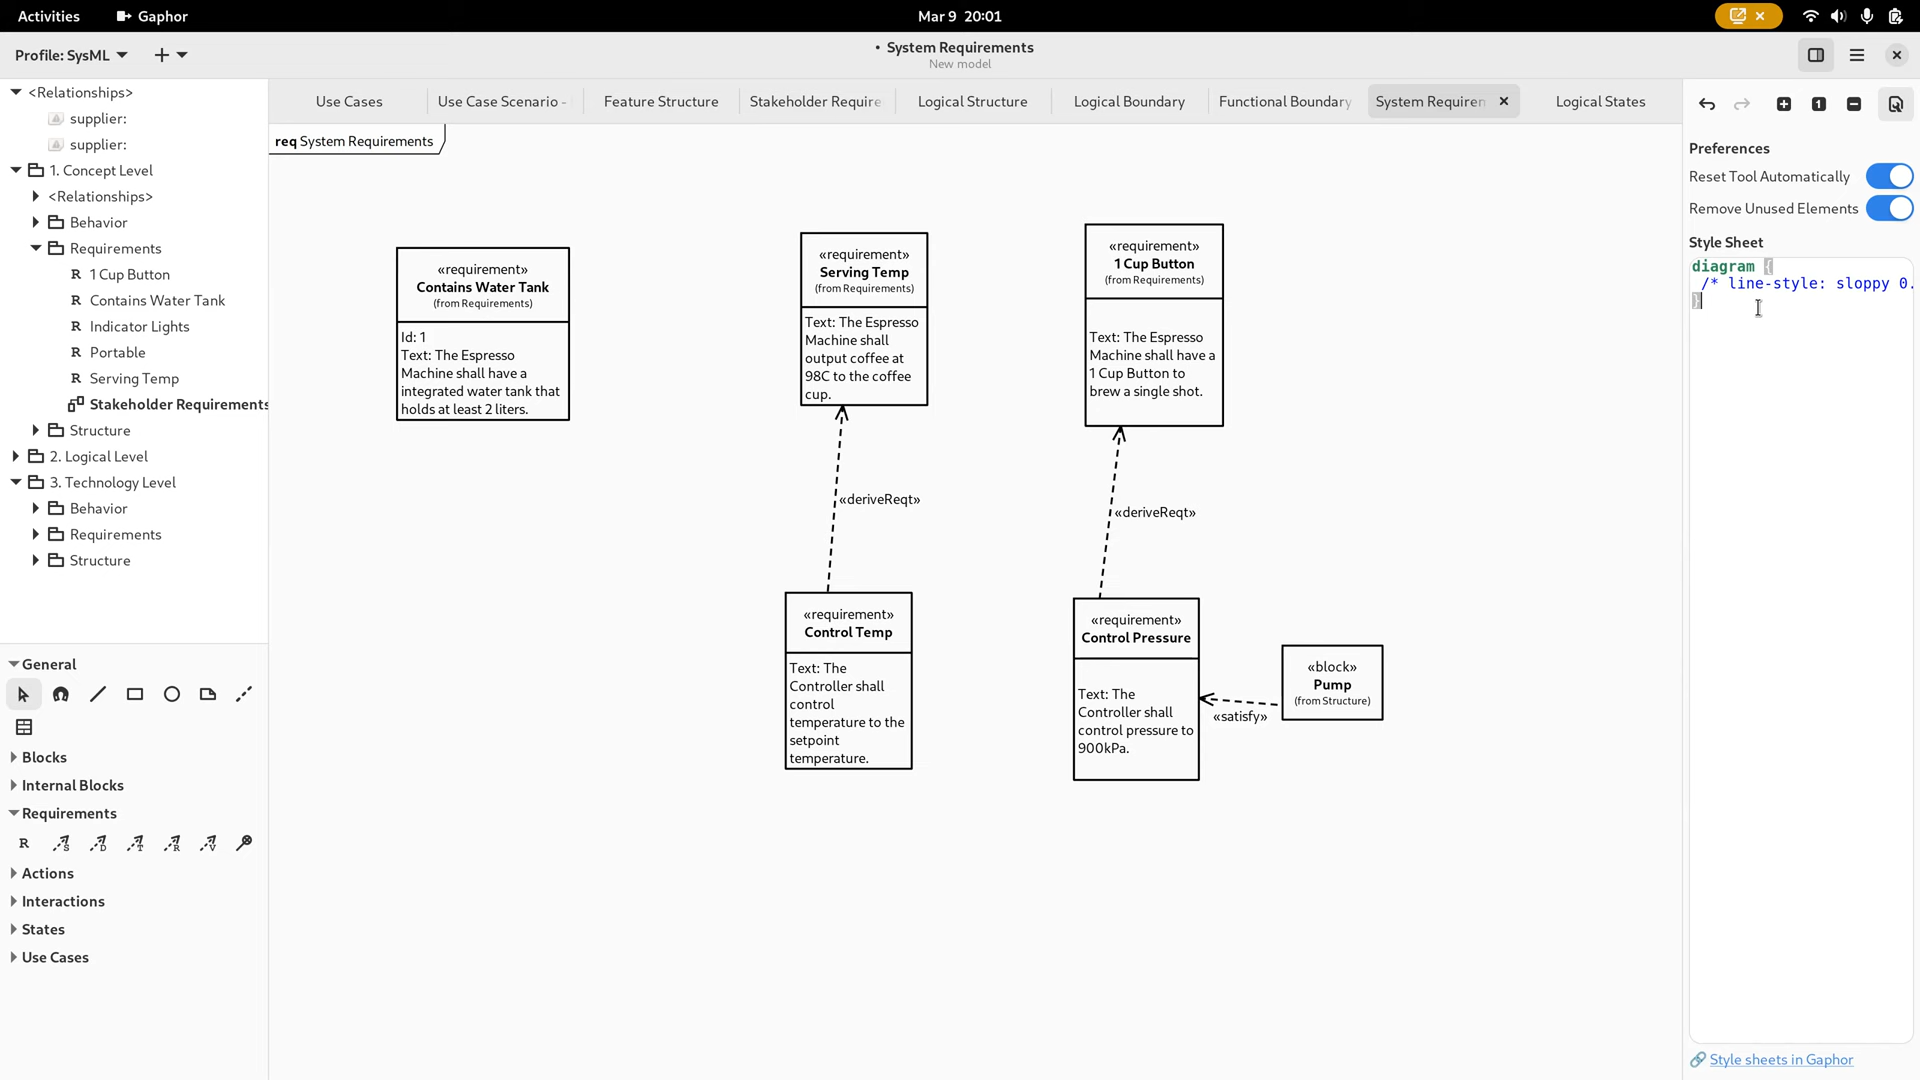 Activities
Gaphor
Mar 9 20:01
Profile: SysML
• System Requirements
New model
<Relationships>
supplier:
supplier:
1. Concept Level
<Relationships>
Behavior
Requirements
R 1 Cup Button
R Contains Water Tank
R Indicator Lights
R Portable
R Serving Temp
Stakeholder Requirements
Structure
2. Logical Level
3. Technology Level
Behavior
Requirements
Structure
General
Blocks
Internal Blocks
Requirements
R S D T R V
Actions
Interactions
States
Use Cases
Use Cases
Use Case Scenario -
Feature Structure
Stakeholder Require
Logical Structure
Logical Boundary
Functional Boundary
System Requiren
Logical States
req System Requirements
«requirement»
Contains Water Tank
(from Requirements)
Id: 1
Text: The Espresso
Machine shall have a
integrated water tank that
holds at least 2 liters.
«requirement»
Serving Temp
(from Requirements)
Text: The Espresso
Machine shall
output coffee at
98C to the coffee
cup.
«requirement»
1 Cup Button
(from Requirements)
Text: The Espresso
Machine shall have a
1 Cup Button to
brew a single shot.
«deriveReqt»
«deriveReqt»
«requirement»
Control Temp
Text: The
Controller shall
control
temperature to the
setpoint
temperature.
«requirement»
Control Pressure
Text: The
Controller shall
control pressure to
900kPa.
«satisfy»
«block»
Pump
(from Structure)
1
Preferences
Reset Tool Automatically
Remove Unused Elements
Style Sheet
diagram {
/* line-style: sloppy 0.
}
Style sheets in Gaphor